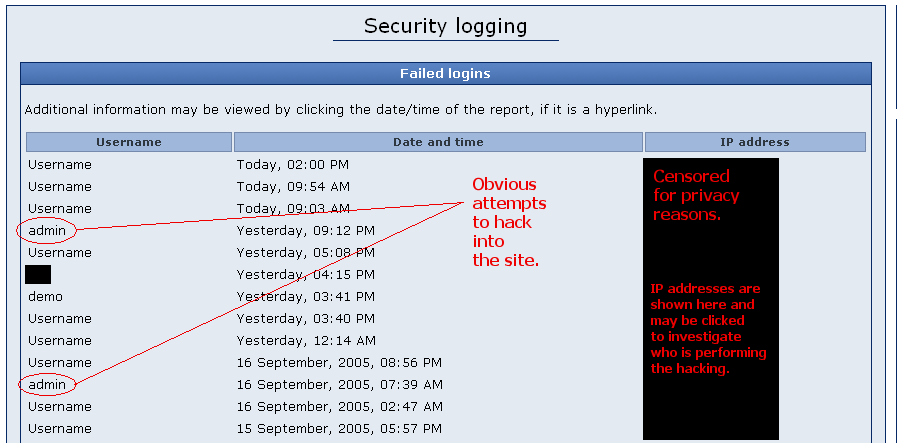 Security logging
Failed logins
Additional information may be viewed by clicking the date/time of the report, if it is a hyperlink.
Username Date and time IP address
Username Today, 02:00 PM
Username Today, 09:54 AM
Username Today, 09:03 AM
admin Yesterday, 09:12 PM
Username Yesterday, 05:08 PM
Yesterday, 04:15 PM
demo Yesterday, 03:41 PM
Username Yesterday, 03:40 PM
Username Yesterday, 12:14 AM
Username 16 September, 2005, 08:56 PM
admin 16 September, 2005, 07:39 AM
Username 16 September, 2005, 02:47 AM
Username 15 September, 2005, 05:57 PM
Obvious
attempts
to hack
into
the site.
Censored
for privacy
reasons.
IP addresses are
shown here and
may be clicked
to investigate
who is performing
the hacking.